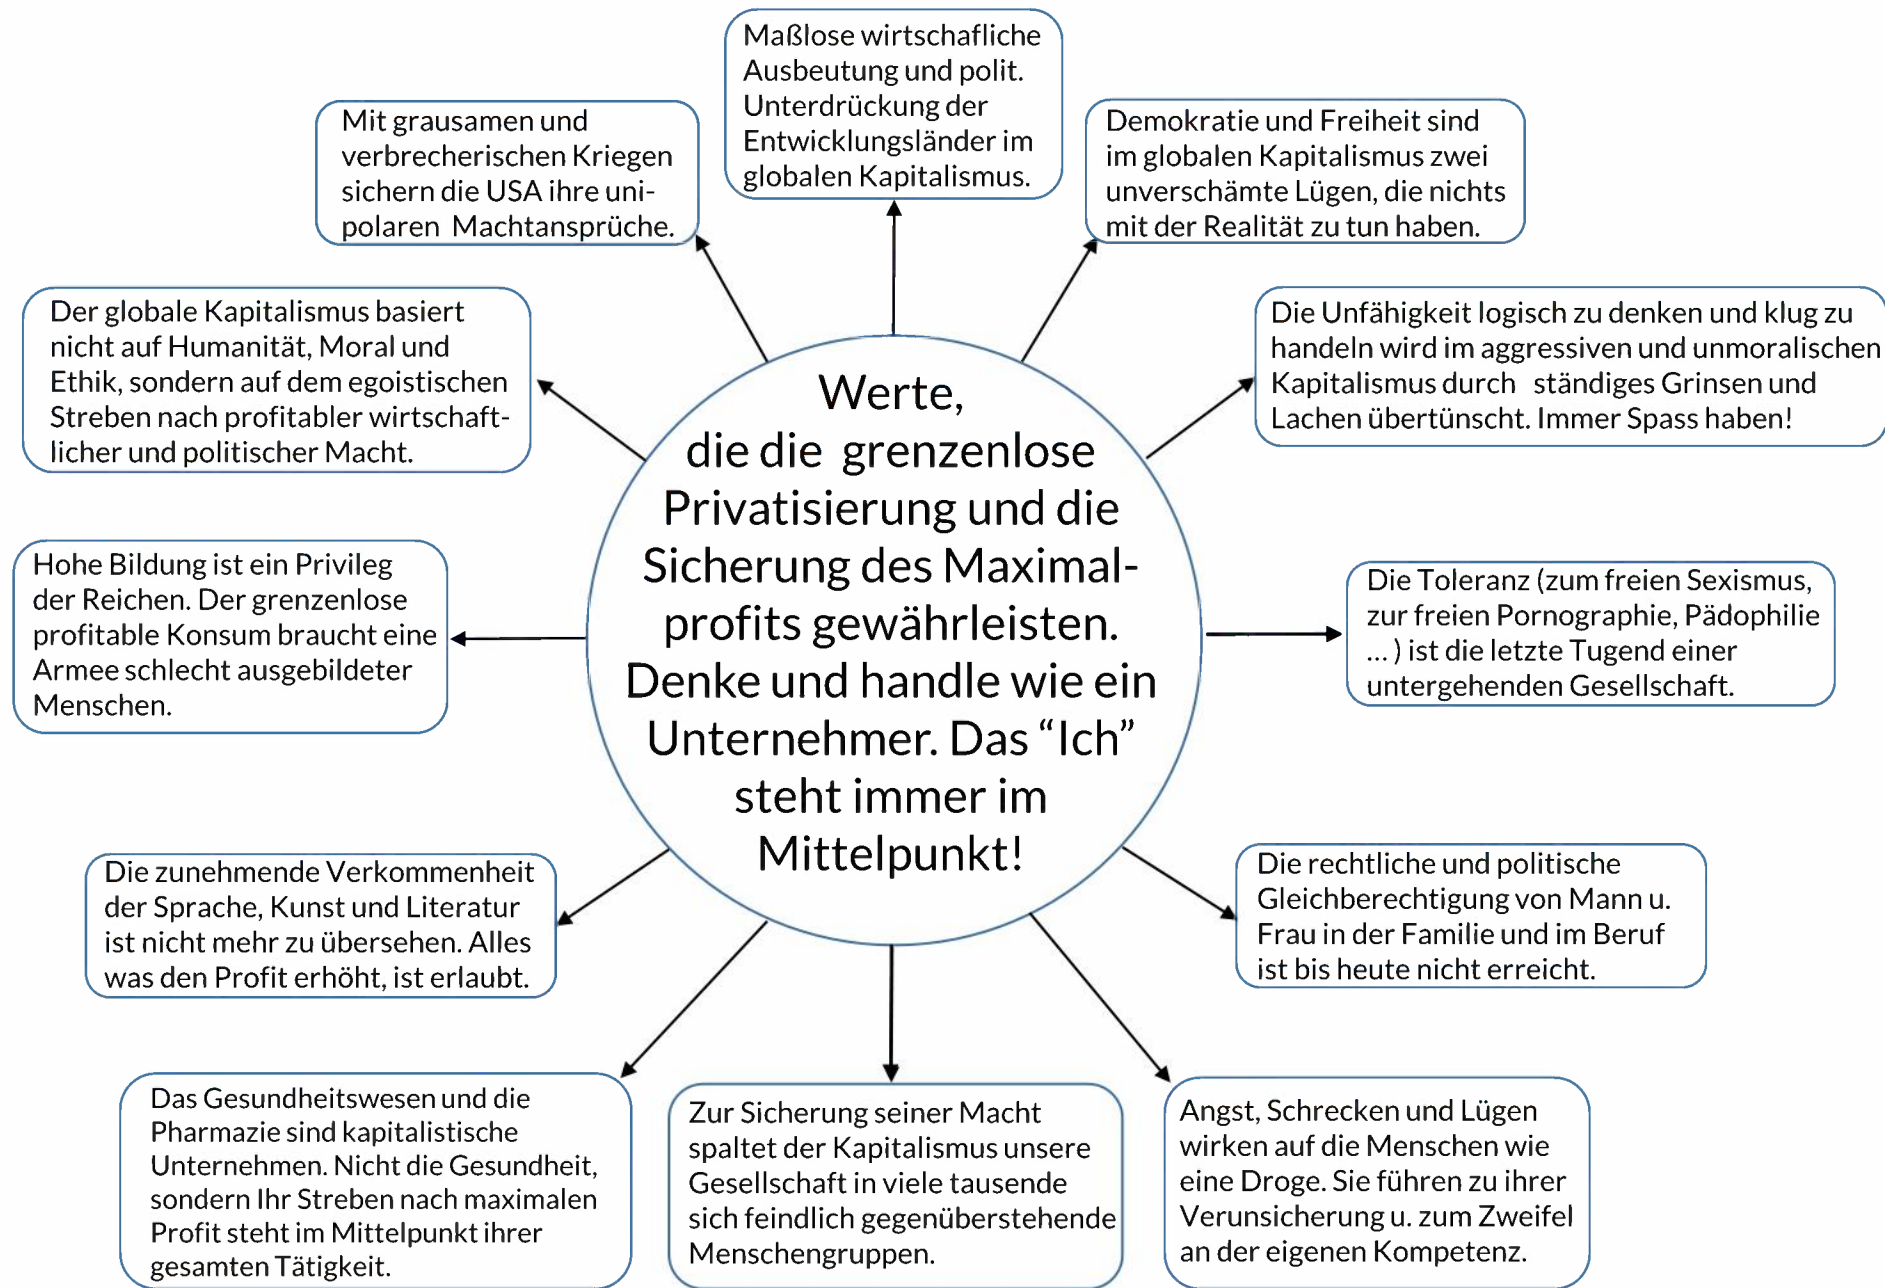 Maßlose wirtschafliche
Ausbeutung und polit.
Unterdrückung der
Entwicklungsländer im
globalen Kapitalismus.
Mit grausamen und
verbrecherischen Kriegen
sichern die USA ihre uni-
polaren Machtansprüche.
Demokratie und Freiheit sind
im globalen Kapitalismus zwei
unverschämte Lügen, die nichts
mit der Realität zu tun haben.
Der globale Kapitalismus basiert
nicht auf Humanität, Moral und
Ethik, sondern auf dem egoistischen
Streben nach profitabler wirtschaft-
licher und politischer Macht.
Die Unfähigkeit logisch zu denken und klug zu
handeln wird im aggressiven und unmoralischen
Kapitalismus durch ständiges Grinsen und
Lachen übertünscht. Immer Spass haben!
Werte,
die die grenzenlose
Privatisierung und die
Sicherung des Maximal-
profits gewährleisten.
Denke und handle wie ein
Unternehmer. Das “Ich”
steht immer im
Mittelpunkt!
Hohe Bildung ist ein Privileg
der Reichen. Der grenzenlose
profitable Konsum braucht eine
Armee schlecht ausgebildeter
Menschen.
Die Toleranz (zum freien Sexismus,
zur freien Pornographie, Pädophilie
... ) ist die letzte Tugend einer
untergehenden Gesellschaft.
Die zunehmende Verkommenheit
der Sprache, Kunst und Literatur
ist nicht mehr zu übersehen. Alles
was den Profit erhöht, ist erlaubt.
Die rechtliche und politische
Gleichberechtigung von Mann u.
Frau in der Familie und im Beruf
ist bis heute nicht erreicht.
Das Gesundheitswesen und die
Pharmazie sind kapitalistische
Unternehmen. Nicht die Gesundheit,
sondern Ihr Streben nach maximalen
Profit steht im Mittelpunkt ihrer
gesamten Tätigkeit.
Zur Sicherung seiner Macht
spaltet der Kapitalismus unsere
Gesellschaft in viele tausende
sich feindlich gegenüberstehende
Menschengruppen.
Angst, Schrecken und Lügen
wirken auf die Menschen wie
eine Droge. Sie führen zu ihrer
Verunsicherung u. zum Zweifel
an der eigenen Kompetenz.